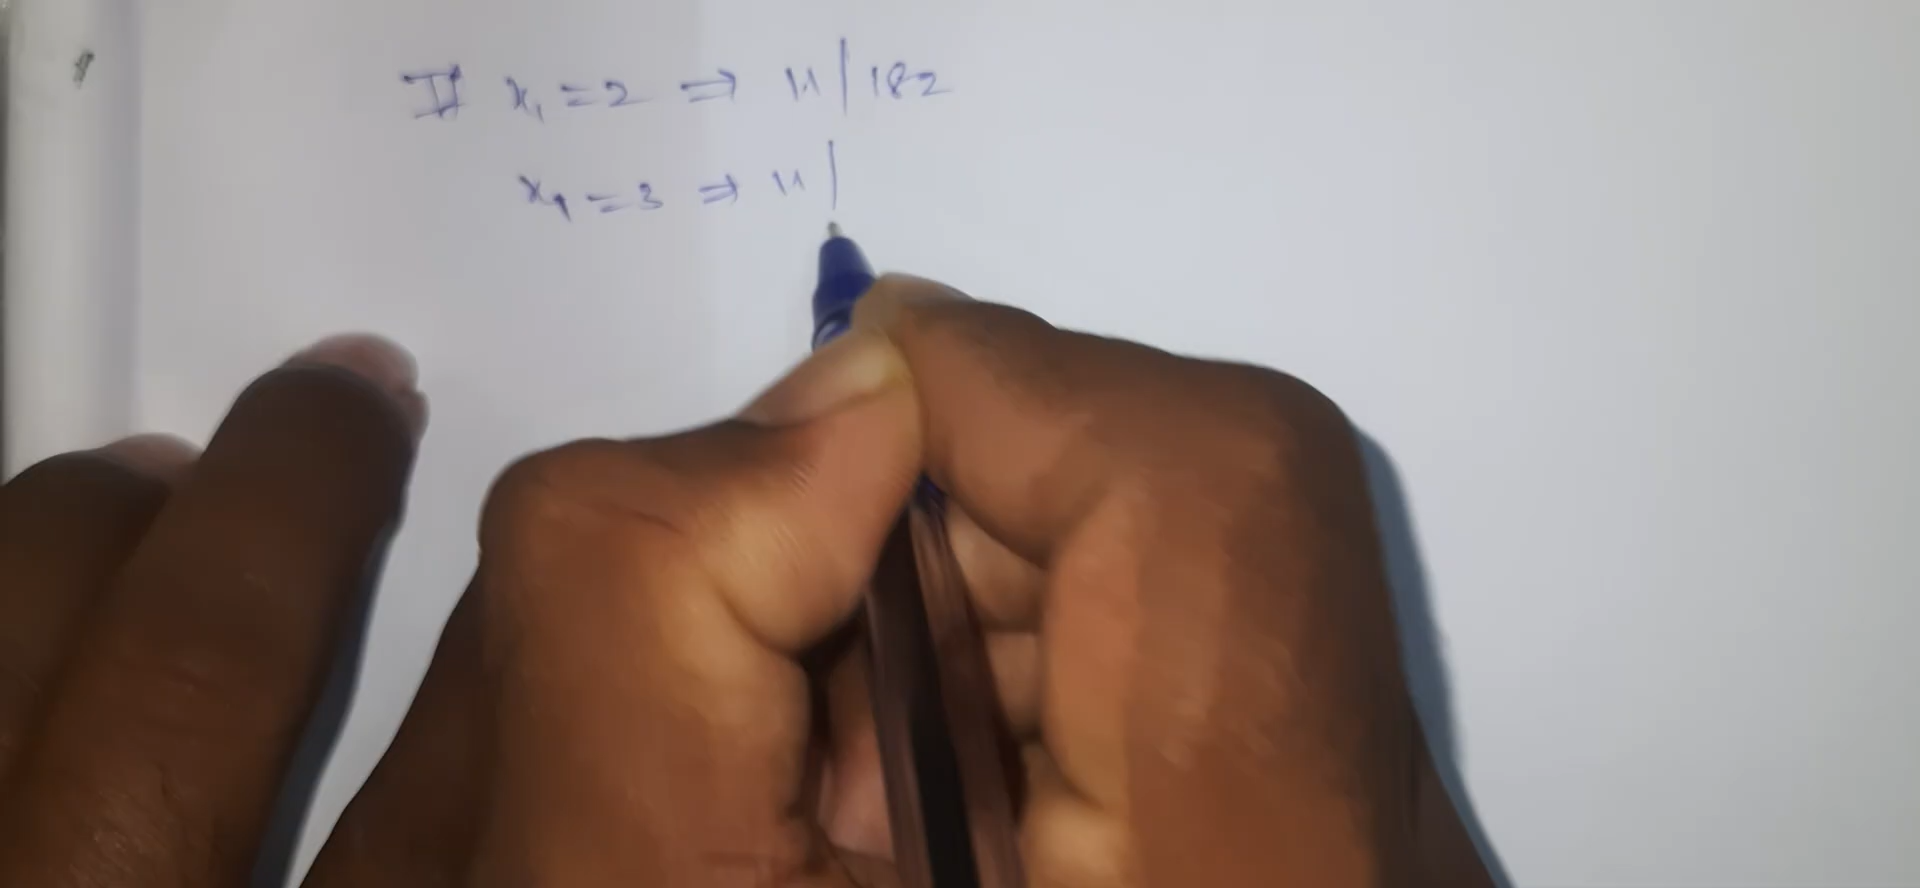 If x₁ = 2 ⇒ 11 | 182
x₁ = 3 ⇒ 11 |